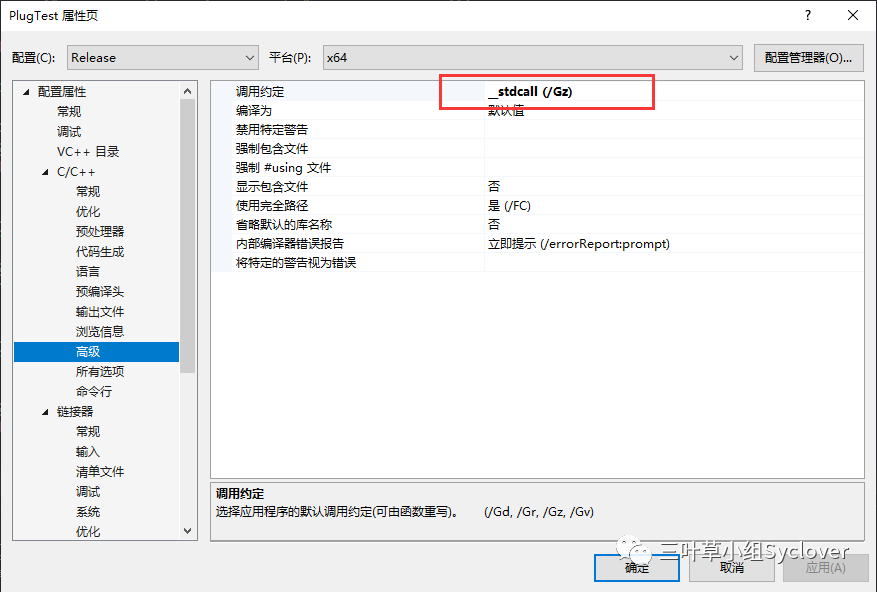 PlugTest 属性页
配置(C): Release 平台(P): x64 配置管理器(O)...
配置属性
常规
调试
VC++ 目录
C/C++
常规
优化
预处理器
代码生成
语言
预编译头
输出文件
浏览信息
高级
所有选项
命令行
链接器
常规
输入
清单文件
调试
系统
优化
调用约定 __stdcall (/Gz)
编译为 默认值
禁用特定警告
强制包含文件
强制 #using 文件
显示包含文件 否
使用完全路径 是 (/FC)
省略默认的库名称 否
内部编译器错误报告 立即提示 (/errorReport:prompt)
将特定的警告视为错误
调用约定
选择应用程序的默认调用约定(可由函数重写)。 (/Gd, /Gr, /Gz, /Gv)
三叶草小组Syclover
确定 取消 应用(A)